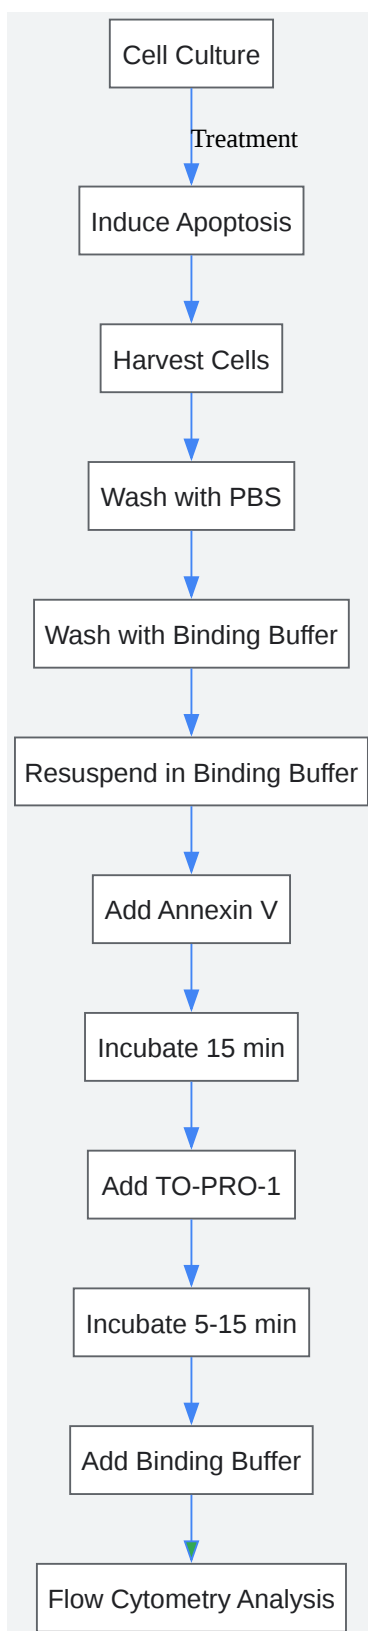 Cell Culture
Treatment
Induce Apoptosis
Harvest Cells
Wash with PBS
Wash with Binding Buffer
Resuspend in Binding Buffer
Add Annexin V
Incubate 15 min
Add TO-PRO-1
Incubate 5-15 min
Add Binding Buffer
Flow Cytometry Analysis